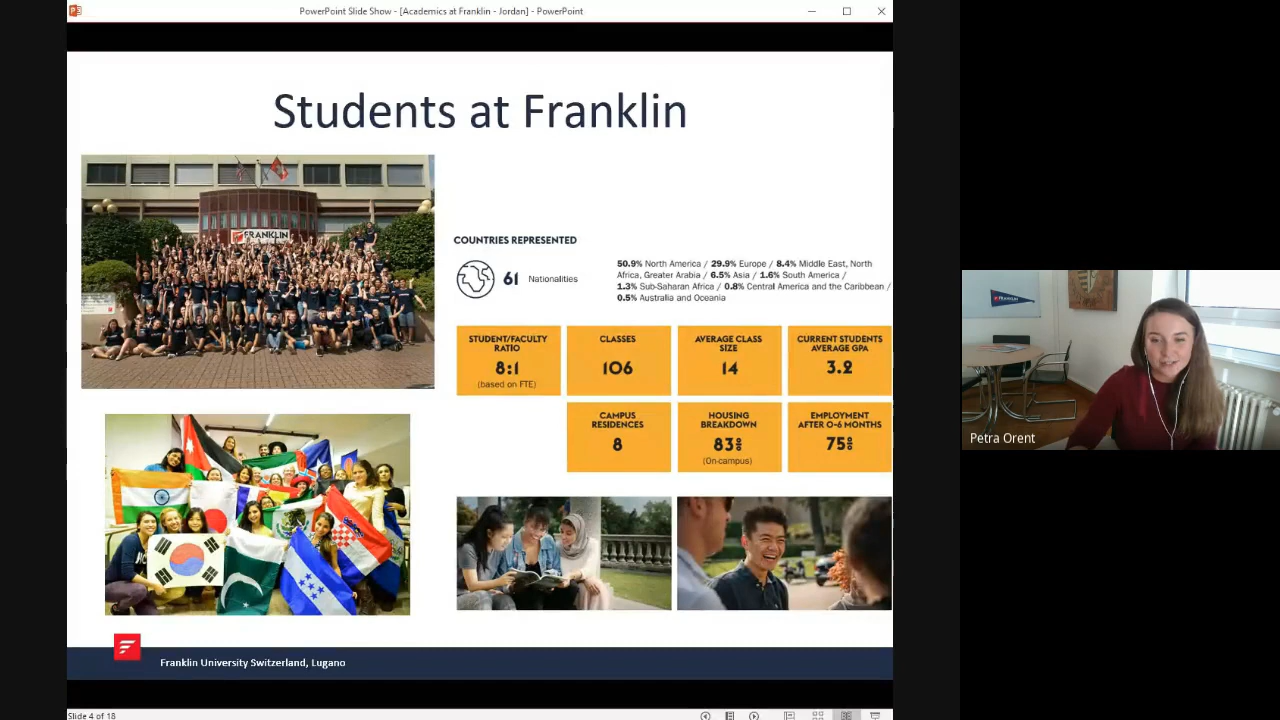 PowerPoint Slide Show - [Academics at Franklin - Jordan] - PowerPoint
Students at Franklin
FRANKLIN
COUNTRIES REPRESENTED
61 Nationalities
50.9% North America / 29.9% Europe / 8.4% Middle East, North
Africa, Greater Arabia / 6.5% Asia / 1.6% South America /
1.3% Sub-Saharan Africa / 0.8% Central America and the Caribbean /
0.5% Australia and Oceania
STUDENT/FACULTY
RATIO
8:1
(based on FTE)
CLASSES
106
AVERAGE CLASS
SIZE
14
CURRENT STUDENTS
AVERAGE GPA
3.2
CAMPUS
RESIDENCES
8
HOUSING
BREAKDOWN
83%
(On-campus)
EMPLOYMENT
AFTER 0-6 MONTHS
75%
Franklin University Switzerland, Lugano
Slide 4 of 18
FRANKLIN
Petra Orent